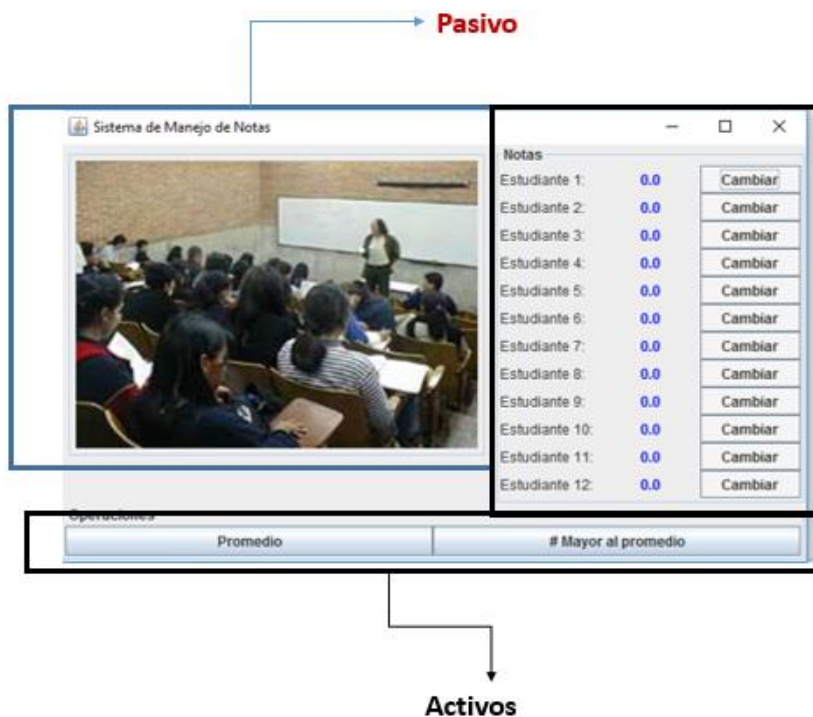 Pasivo
Sistema de Manejo de Notas
Notas
Estudiante 1: 0.0 Cambiar
Estudiante 2: 0.0 Cambiar
Estudiante 3: 0.0 Cambiar
Estudiante 4: 0.0 Cambiar
Estudiante 5: 0.0 Cambiar
Estudiante 6: 0.0 Cambiar
Estudiante 7: 0.0 Cambiar
Estudiante 8: 0.0 Cambiar
Estudiante 9: 0.0 Cambiar
Estudiante 10: 0.0 Cambiar
Estudiante 11: 0.0 Cambiar
Estudiante 12: 0.0 Cambiar
Operaciones
Promedio # Mayor al promedio
Activos